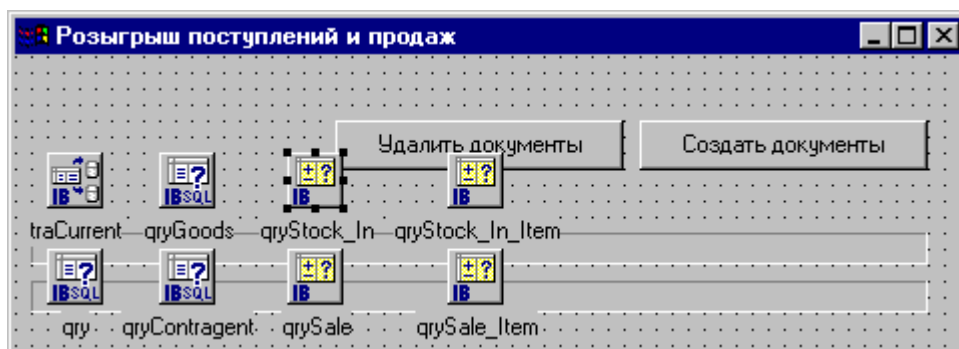 Розыгрыш поступлений и продаж
Удалить документы Создать документы
IB IBSQL IB IB
traCurrent qryGoods qryStock_In qryStock_In_Item
IBSQL IBSQL IB IB
qry qryContragent qrySale qrySale_Item